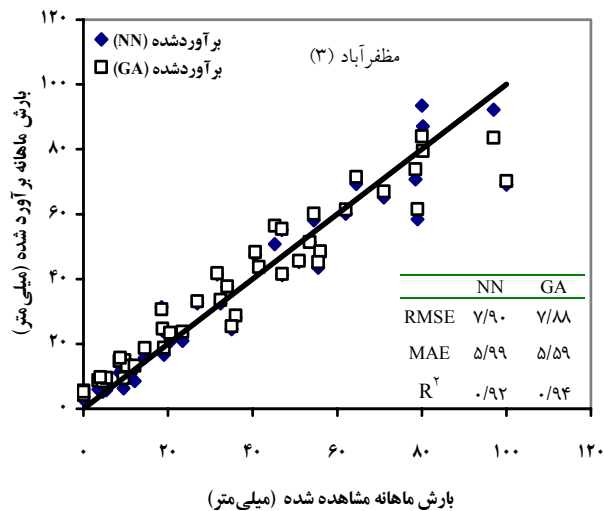 ۱۲۰
۱۰۰
۸۰
۶۰
۴۰
۲۰
۰
بارش ماهانه برآورد شده (میلی‌متر)
برآوردشده (NN)
برآوردشده (GA)
مظفرآباد (۳)
NN GA
RMSE ۷/۹۰ ۷/۸۸
MAE ۵/۹۹ ۵/۵۹
R۲ ۰/۹۲ ۰/۹۴
۰ ۲۰ ۴۰ ۶۰ ۸۰ ۱۰۰ ۱۲۰
بارش ماهانه مشاهده شده (میلی‌متر)